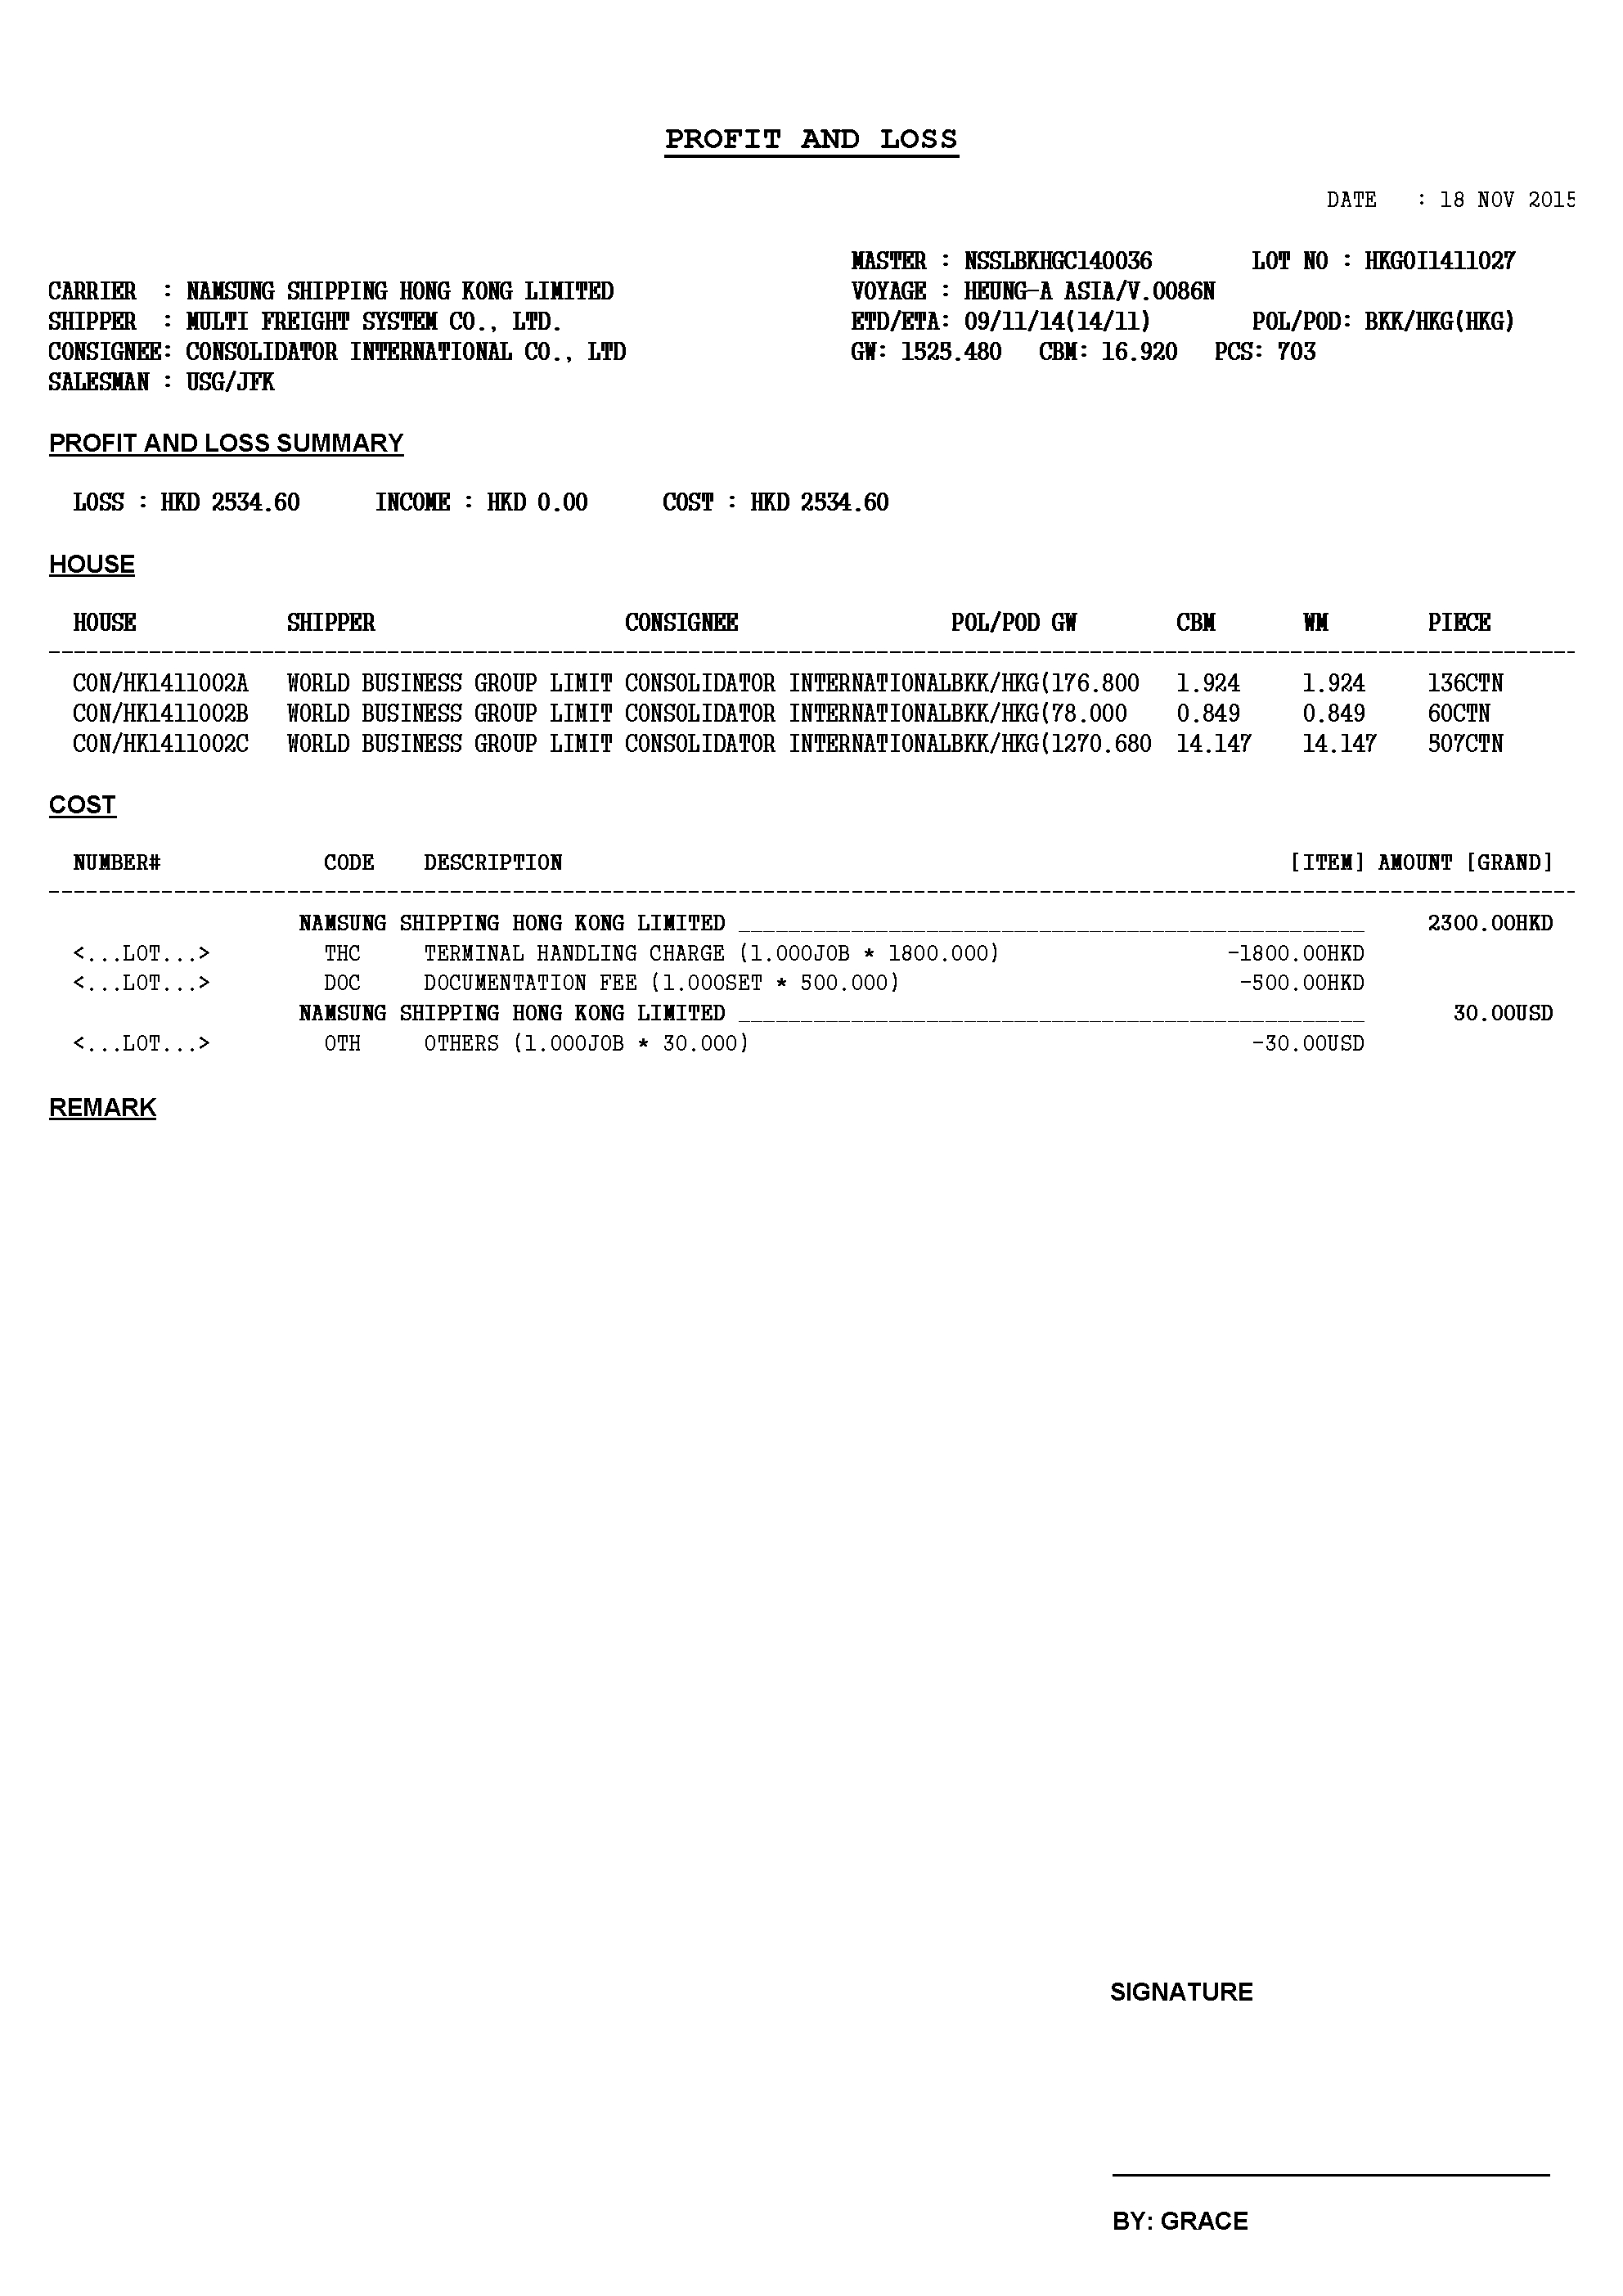 PROFIT AND LOSS
DATE : 18 NOV 2015
MASTER : NSSLBKHGC140036 LOT NO : HKGOI1411027
CARRIER : NAMSUNG SHIPPING HONG KONG LIMITED VOYAGE : HEUNG-A ASIA/V.0086N
SHIPPER : MULTI FREIGHT SYSTEM CO., LTD. ETD/ETA: 09/11/14(14/11) POL/POD: BKK/HKG(HKG)
CONSIGNEE: CONSOLIDATOR INTERNATIONAL CO., LTD GW: 1525.480 CBM: 16.920 PCS: 703
SALESMAN : USG/JFK
PROFIT AND LOSS SUMMARY
LOSS : HKD 2534.60 INCOME : HKD 0.00 COST : HKD 2534.60
HOUSE
HOUSE SHIPPER CONSIGNEE POL/POD GW CBM WM PIECE
CON/HK1411002A WORLD BUSINESS GROUP LIMIT CONSOLIDATOR INTERNATIONALBKK/HKG(176.800 1.924 1.924 136CTN
CON/HK1411002B WORLD BUSINESS GROUP LIMIT CONSOLIDATOR INTERNATIONALBKK/HKG(78.000 0.849 0.849 60CTN
CON/HK1411002C WORLD BUSINESS GROUP LIMIT CONSOLIDATOR INTERNATIONALBKK/HKG(1270.680 14.147 14.147 507CTN
COST
NUMBER# CODE DESCRIPTION [ITEM] AMOUNT [GRAND]
NAMSUNG SHIPPING HONG KONG LIMITED 2300.00HKD
<...LOT...> THC TERMINAL HANDLING CHARGE (1.000JOB * 1800.000) -1800.00HKD
<...LOT...> DOC DOCUMENTATION FEE (1.000SET * 500.000) -500.00HKD
NAMSUNG SHIPPING HONG KONG LIMITED 30.00USD
<...LOT...> OTH OTHERS (1.000JOB * 30.000) -30.00USD
REMARK
SIGNATURE
BY: GRACE